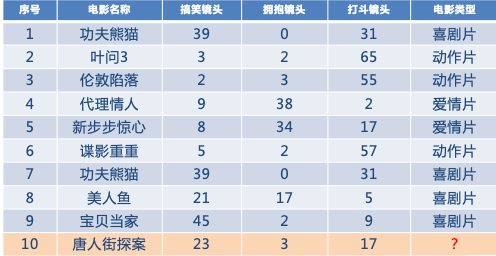 序号 电影名称 搞笑镜头 拥抱镜头 打斗镜头 电影类型
1 功夫熊猫 39 0 31 喜剧片
2 叶问3 3 2 65 动作片
3 伦敦陷落 2 3 55 动作片
4 代理情人 9 38 2 爱情片
5 新步步惊心 8 34 17 爱情片
6 谍影重重 5 2 57 动作片
7 功夫熊猫 39 0 31 喜剧片
8 美人鱼 21 17 5 喜剧片
9 宝贝当家 45 2 9 喜剧片
10 唐人街探案 23 3 17 ?